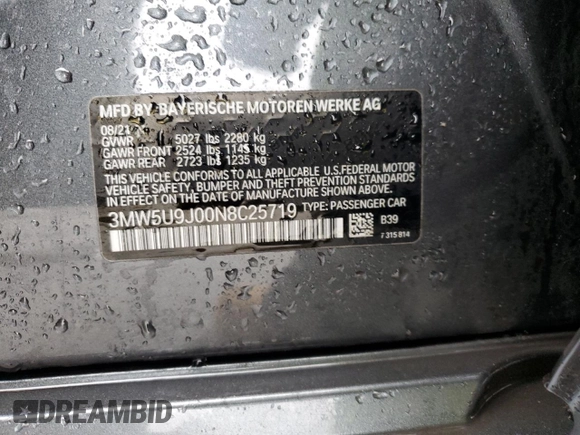 MFD BY BAYERISCHE MOTOREN WERKE AG
08/21
GVWR 5027 lbs 2280 kg
GAWR FRONT 2524 lbs 1145 kg
GAWR REAR 2723 lbs 1235 kg
THIS VEHICLE CONFORMS TO ALL APPLICABLE U.S.FEDERAL MOTOR
VEHICLE SAFETY, BUMPER AND THEFT PREVENTION STANDARDS IN
EFFECT ON THE DATE OF MANUFACTURE SHOWN ABOVE.
3MW5U9J00N8C25719 TYPE: PASSENGER CAR
B39
7 315 814
DREAMBID